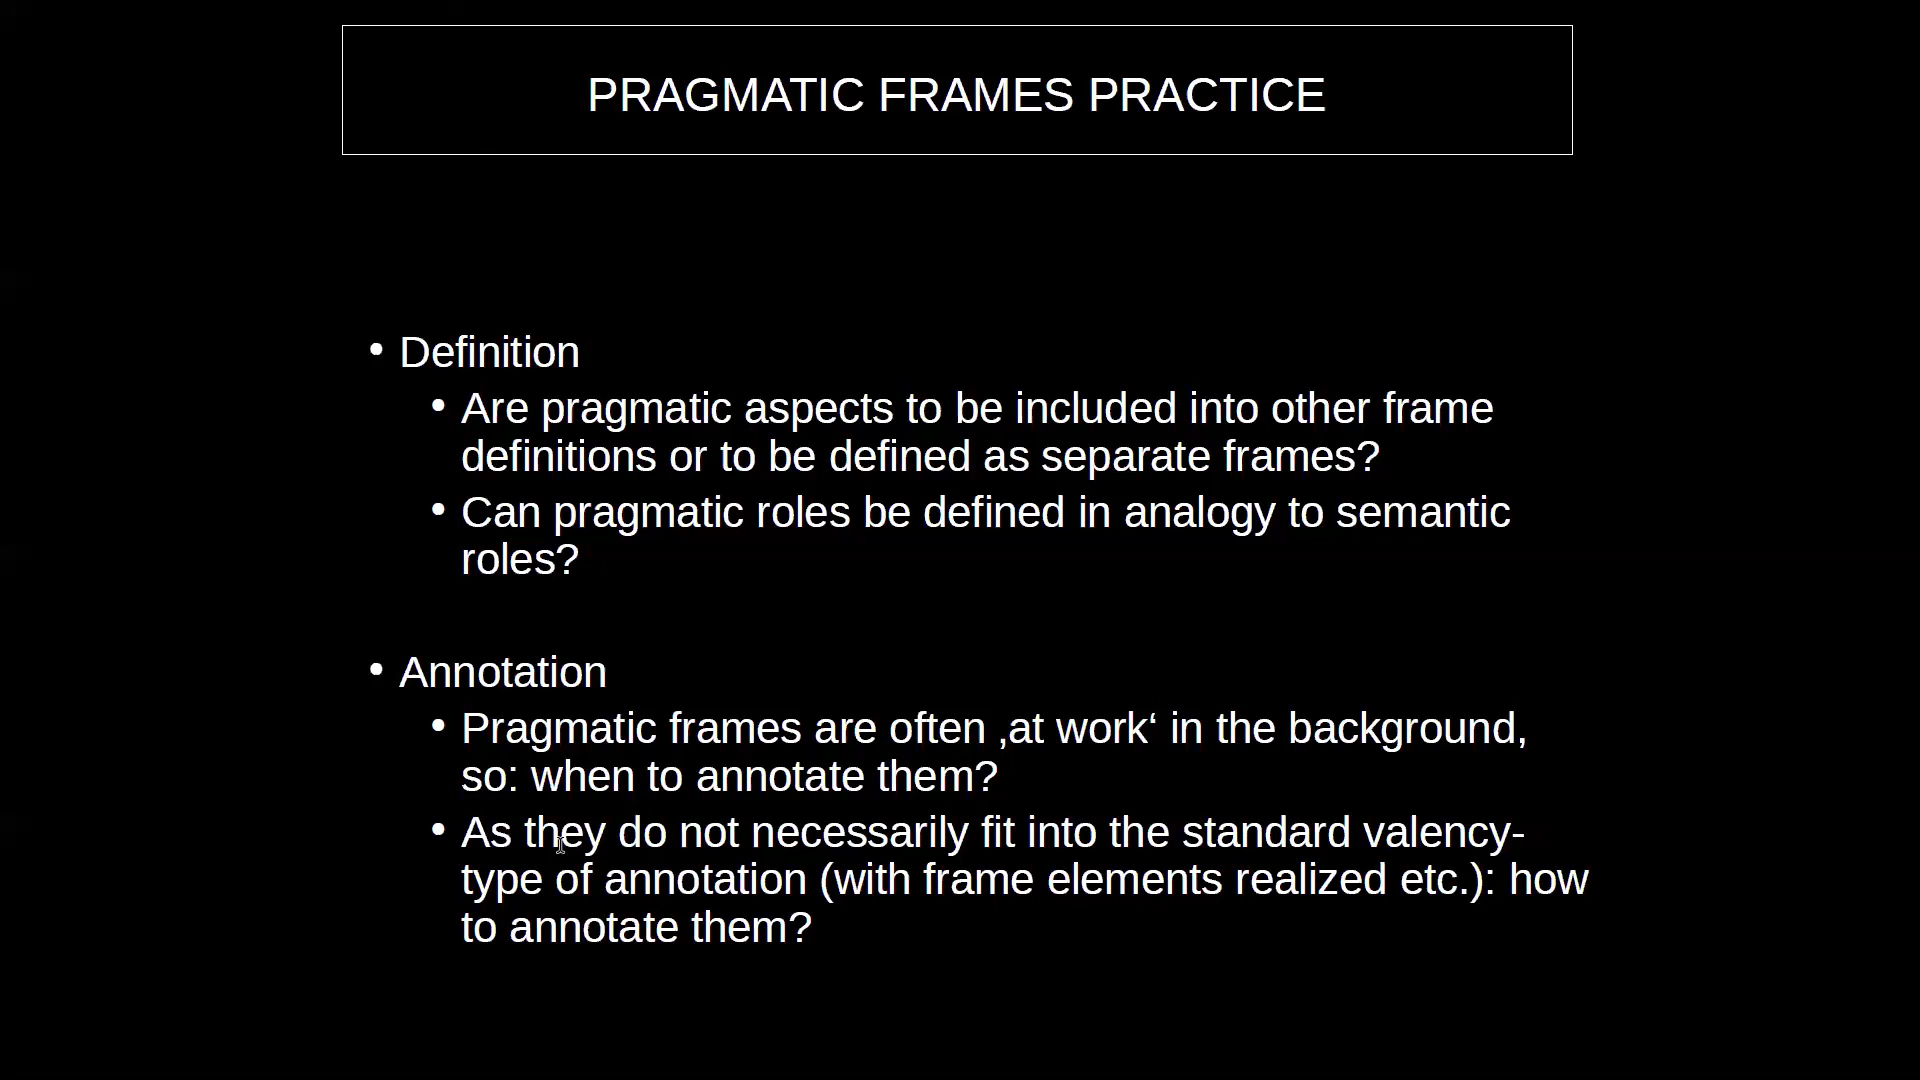 PRAGMATIC FRAMES PRACTICE
• Definition
• Are pragmatic aspects to be included into other frame
definitions or to be defined as separate frames?
• Can pragmatic roles be defined in analogy to semantic
roles?
• Annotation
• Pragmatic frames are often ‚at work‘ in the background,
so: when to annotate them?
• As they do not necessarily fit into the standard valency-
type of annotation (with frame elements realized etc.): how
to annotate them?